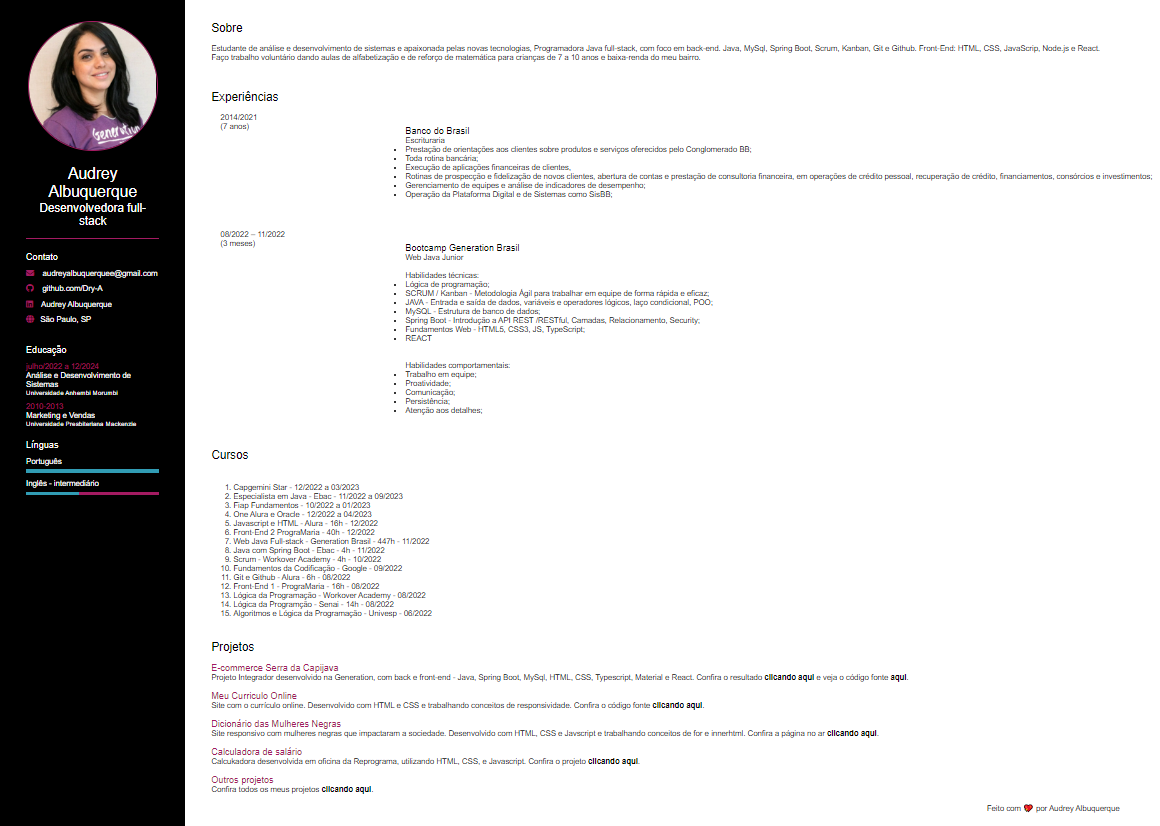 Generation
Audrey
Albuquerque
Desenvolvedora full-
stack
Contato
audreyalbuquerquee@gmail.com
github.com/Dry-A
Audrey Albuquerque
São Paulo, SP
Educação
julho/2022 a 12/2024
Análise e Desenvolvimento de
Sistemas
Universidade Anhembi Morumbi
2010-2013
Marketing e Vendas
Universidade Presbiteriana Mackenzie
Línguas
Português
Inglês - intermediário
Sobre
Estudante de análise e desenvolvimento de sistemas e apaixonada pelas novas tecnologias, Programadora Java full-stack, com foco em back-end. Java, MySql, Spring Boot, Scrum, Kanban, Git e Github. Front-End: HTML, CSS, JavaScrip, Node.js e React.
Faço trabalho voluntário dando aulas de alfabetização e de reforço de matemática para crianças de 7 a 10 anos e baixa-renda do meu bairro.
Experiências
2014/2021
(7 anos)
Banco do Brasil
Escrituraria
• Prestação de orientações aos clientes sobre produtos e serviços oferecidos pelo Conglomerado BB;
• Toda rotina bancária;
• Execução de aplicações financeiras de clientes,
• Rotinas de prospecção e fidelização de novos clientes, abertura de contas e prestação de consultoria financeira, em operações de crédito pessoal, recuperação de crédito, financiamentos, consórcios e investimentos;
• Gerenciamento de equipes e análise de indicadores de desempenho;
• Operação da Plataforma Digital e de Sistemas como SisBB;
08/2022 – 11/2022
(3 meses)
Bootcamp Generation Brasil
Web Java Junior
Habilidades técnicas:
• Lógica de programação;
• SCRUM / Kanban - Metodologia Ágil para trabalhar em equipe de forma rápida e eficaz;
• JAVA - Entrada e saída de dados, variáveis e operadores lógicos, laço condicional, POO;
• MySQL - Estrutura de banco de dados;
• Spring Boot - Introdução a API REST /RESTful, Camadas, Relacionamento, Security;
• Fundamentos Web - HTML5, CSS3, JS, TypeScript;
• REACT
Habilidades comportamentais:
• Trabalho em equipe;
• Proatividade;
• Comunicação;
• Persistência;
• Atenção aos detalhes;
Cursos
1. Capgemini Star - 12/2022 a 03/2023
2. Especialista em Java - Ebac - 11/2022 a 09/2023
3. Fiap Fundamentos - 10/2022 a 01/2023
4. One Alura e Oracle - 12/2022 a 04/2023
5. Javascript e HTML - Alura - 16h - 12/2022
6. Front-End 2 PrograMaria - 40h - 12/2022
7. Web Java Full-stack - Generation Brasil - 447h - 11/2022
8. Java com Spring Boot - Ebac - 4h - 11/2022
9. Scrum - Workover Academy - 4h - 10/2022
10. Fundamentos da Codificação - Google - 09/2022
11. Git e Github - Alura - 6h - 08/2022
12. Front-End 1 - PrograMaria - 16h - 08/2022
13. Lógica da Programação - Workover Academy - 08/2022
14. Lógica da Programção - Senai - 14h - 08/2022
15. Algoritmos e Lógica da Programação - Univesp - 06/2022
Projetos
E-commerce Serra da Capijava
Projeto Integrador desenvolvido na Generation, com back e front-end - Java, Spring Boot, MySql, HTML, CSS, Typescript, Material e React. Confira o resultado clicando aqui e veja o código fonte aqui.
Meu Curriculo Online
Site com o currículo online. Desenvolvido com HTML e CSS e trabalhando conceitos de responsividade. Confira o código fonte clicando aqui.
Dicionário das Mulheres Negras
Site responsivo com mulheres negras que impactaram a sociedade. Desenvolvido com HTML, CSS e Javscript e trabalhando conceitos de for e innerhtml. Confira a página no ar clicando aqui.
Calculadora de salário
Calcukadora desenvolvida em oficina da Reprograma, utilizando HTML, CSS, e Javascript. Confira o projeto clicando aqui.
Outros projetos
Confira todos os meus projetos clicando aqui.
Feito com ❤ por Audrey Albuquerque